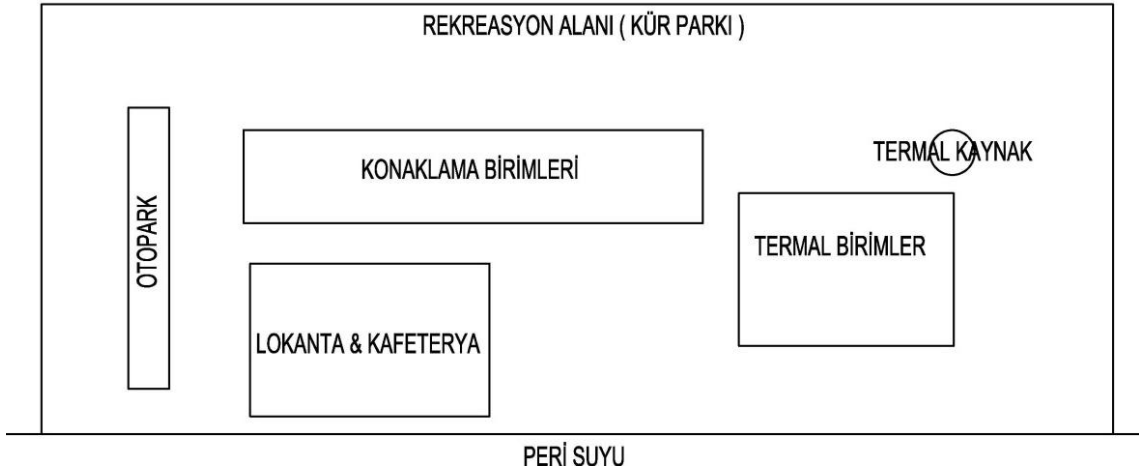 REKREASYON ALANI ( KÜR PARKI )
TERMAL KAYNAK
KONAKLAMA BİRİMLERİ
OTOPARK
TERMAL BİRİMLER
LOKANTA & KAFETERYA
PERİ SUYU